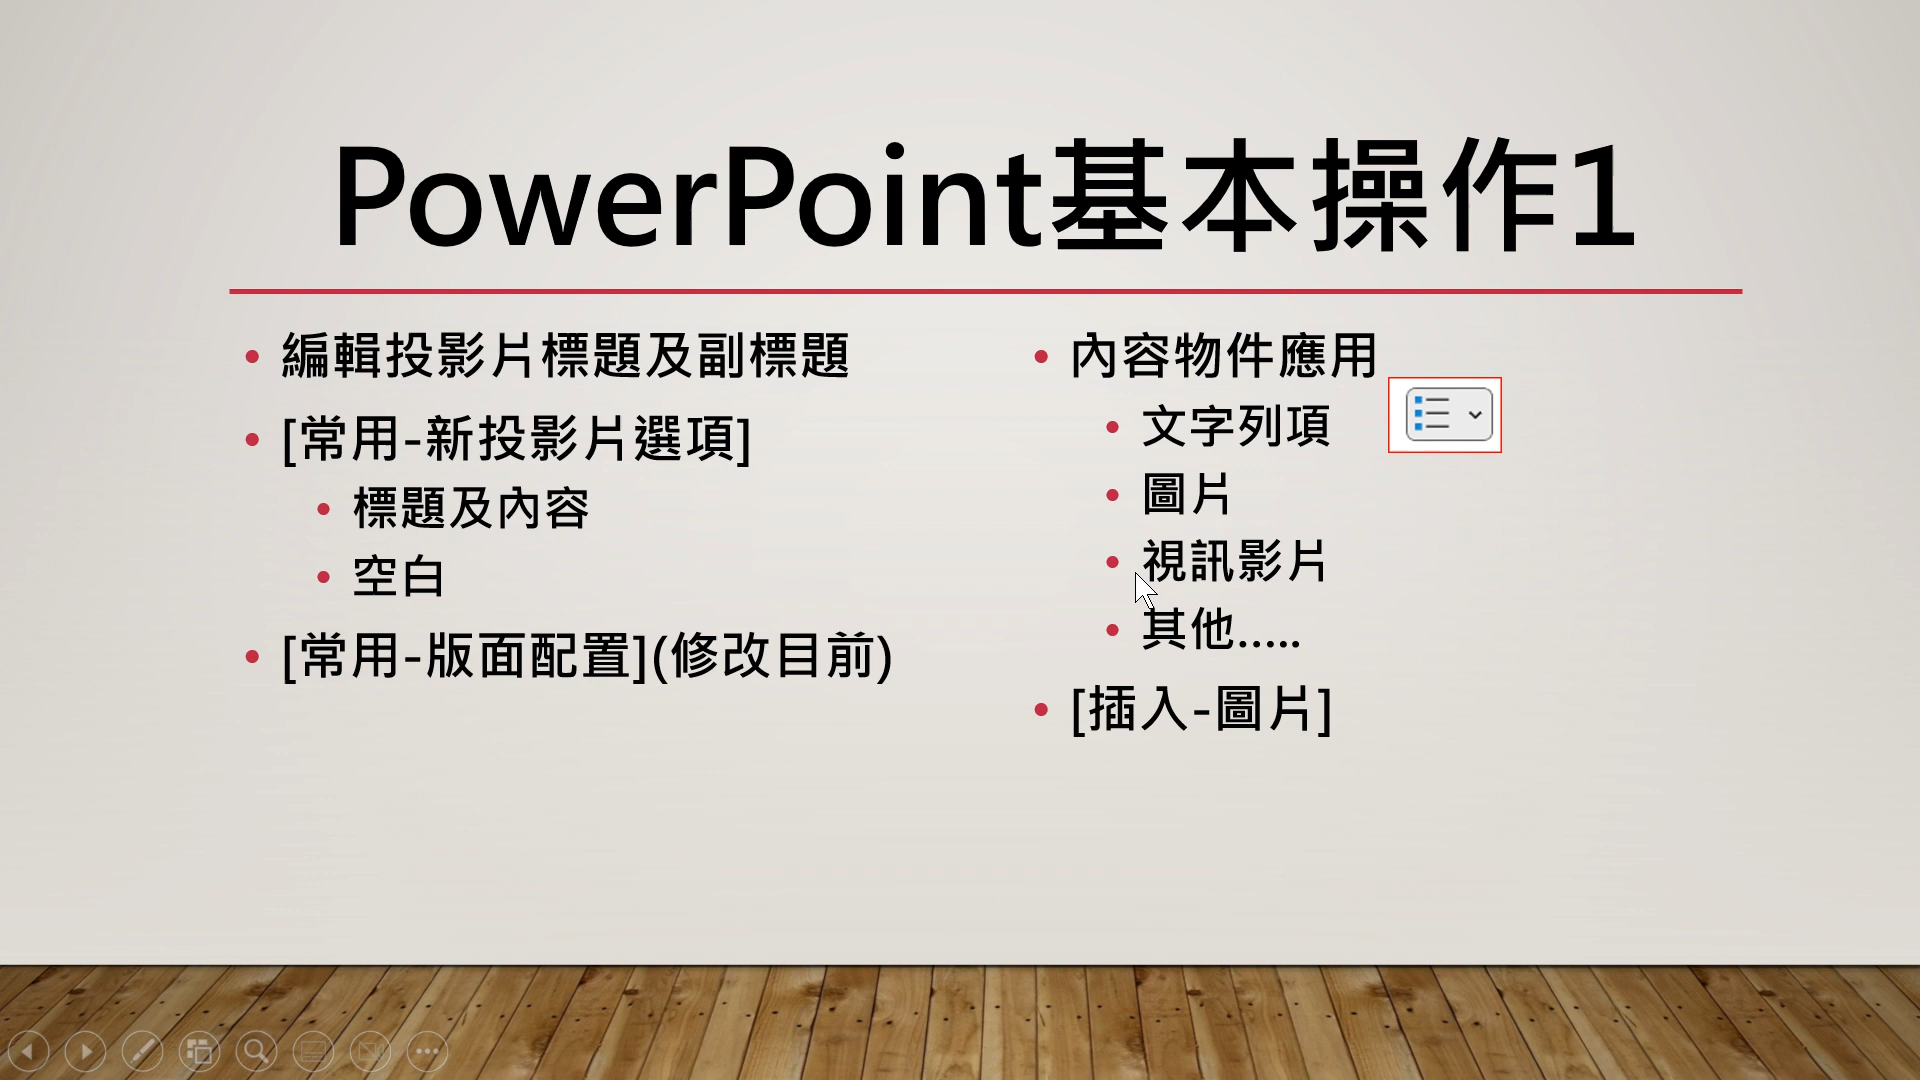 PowerPoint基本操作1
編輯投影片標題及副標題
[常用-新投影片選項]
標題及內容
空白
[常用-版面配置](修改目前)
內容物件應用
文字列項
圖片
視訊影片
其他.....
[插入-圖片]